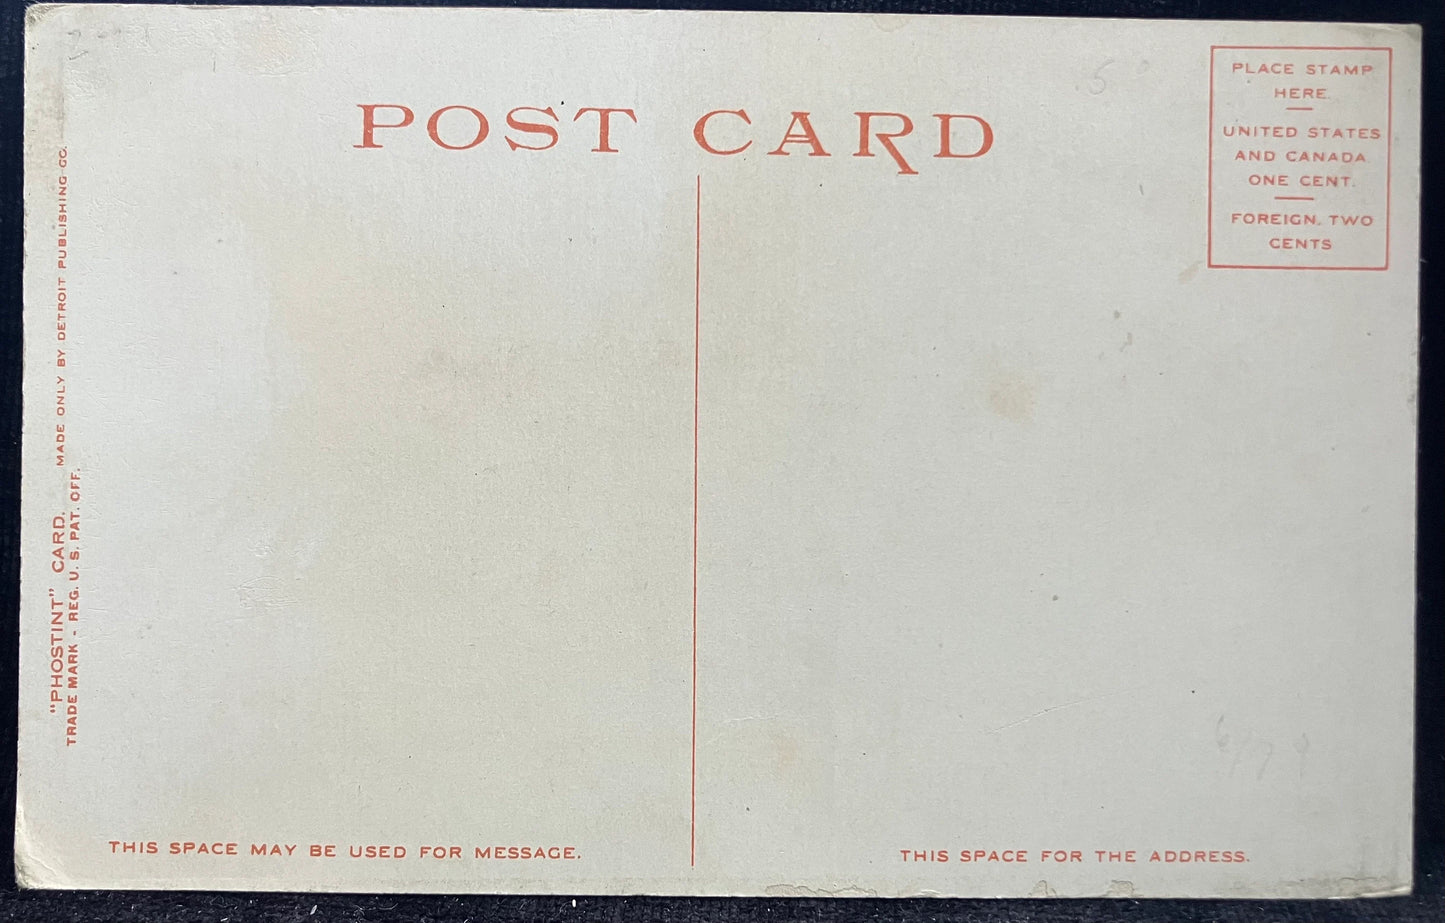 POST CARD
PLACE STAMP
HERE.
UNITED STATES
AND CANADA
ONE CENT.
FOREIGN, TWO
CENTS
"PHOSTINT" CARD. MADE ONLY BY DETROIT PUBLISHING CO.
TRADE MARK - REG. U. S. PAT. OFF.
THIS SPACE MAY BE USED FOR MESSAGE.
THIS SPACE FOR THE ADDRESS.